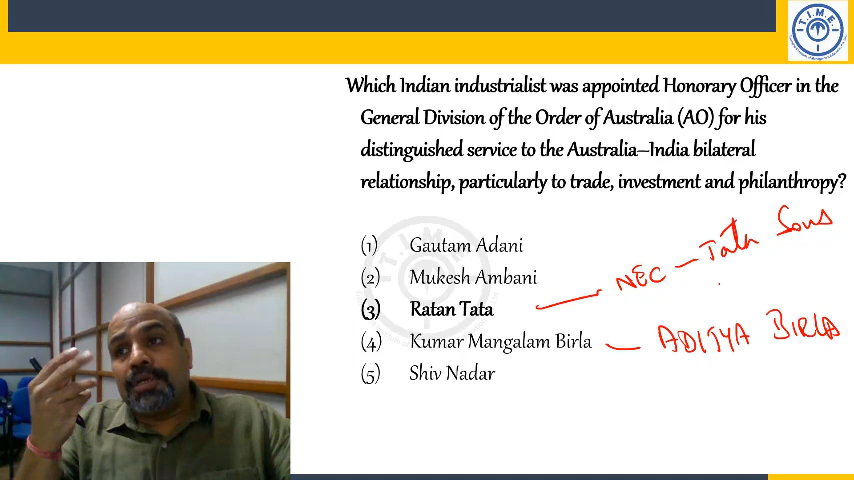 T.I.M.E.
Which Indian industrialist was appointed Honorary Officer in the
General Division of the Order of Australia (AO) for his
distinguished service to the Australia–India bilateral
relationship, particularly to trade, investment and philanthropy?
(1) Gautam Adani
(2) Mukesh Ambani
(3) Ratan Tata
NEC – Tata Sons
(4) Kumar Mangalam Birla
ADITYA BIRLA
(5) Shiv Nadar